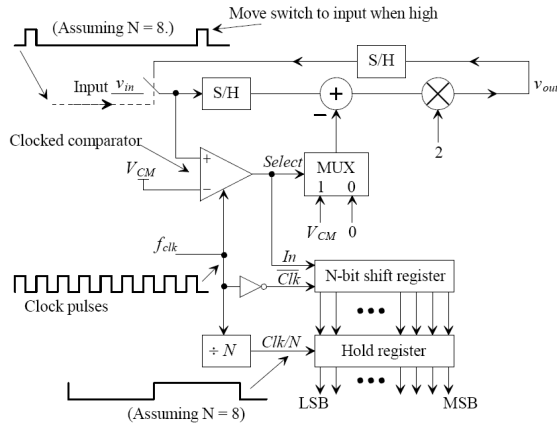 (Assuming N = 8.)
Move switch to input when high
S/H
Input v_in
S/H
+
−
v_out
2
Clocked comparator
+
V_CM
−
Select
MUX
1 0
V_CM 0
f_clk
In
Clk
N-bit shift register
Clock pulses
÷ N
Clk/N
Hold register
LSB
MSB
(Assuming N = 8)